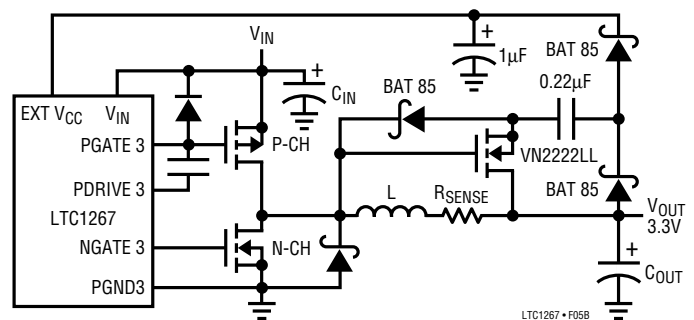 V_IN
+
1µF
BAT 85
+
C_IN
BAT 85
0.22µF
EXT V_CC
V_IN
PGATE 3
P-CH
VN2222LL
PDRIVE 3
BAT 85
L
R_SENSE
V_OUT
3.3V
LTC1267
NGATE 3
N-CH
+
C_OUT
PGND3
LTC1267 • F05B